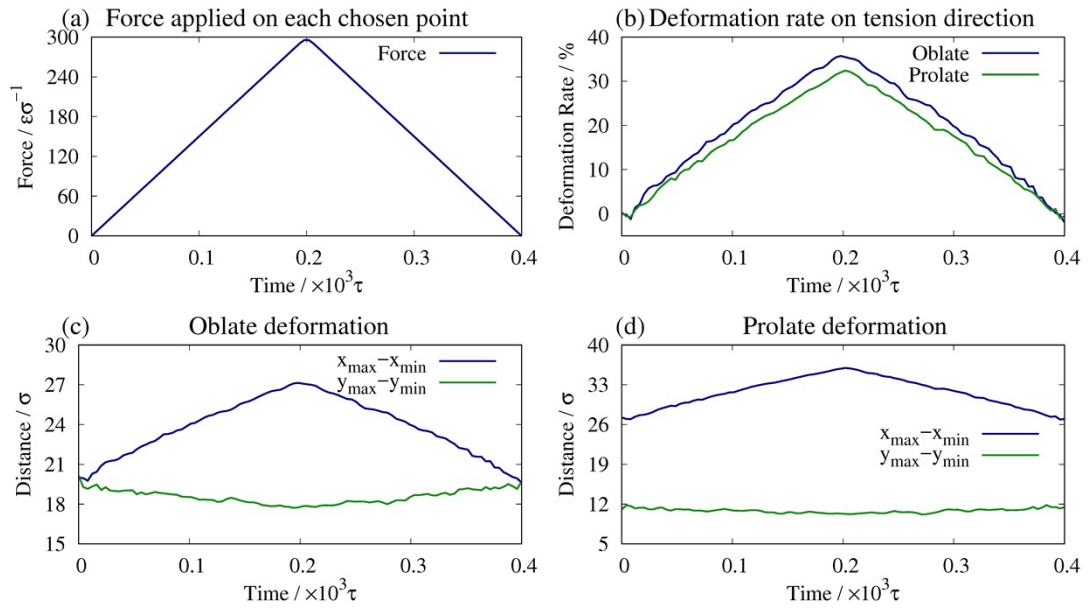 (a) Force applied on each chosen point
300
240
180
120
60
0
Force / εσ⁻¹
Force
0 0.1 0.2 0.3 0.4
Time / ×10³τ
(b) Deformation rate on tension direction
40
30
20
10
0
Deformation Rate / %
Oblate
Prolate
0 0.1 0.2 0.3 0.4
Time / ×10³τ
(c) Oblate deformation
30
27
24
21
18
15
Distance / σ
xmax−xmin
ymax−ymin
0 0.1 0.2 0.3 0.4
Time / ×10³τ
(d) Prolate deformation
40
33
26
19
12
5
Distance / σ
xmax−xmin
ymax−ymin
0 0.1 0.2 0.3 0.4
Time / ×10³τ